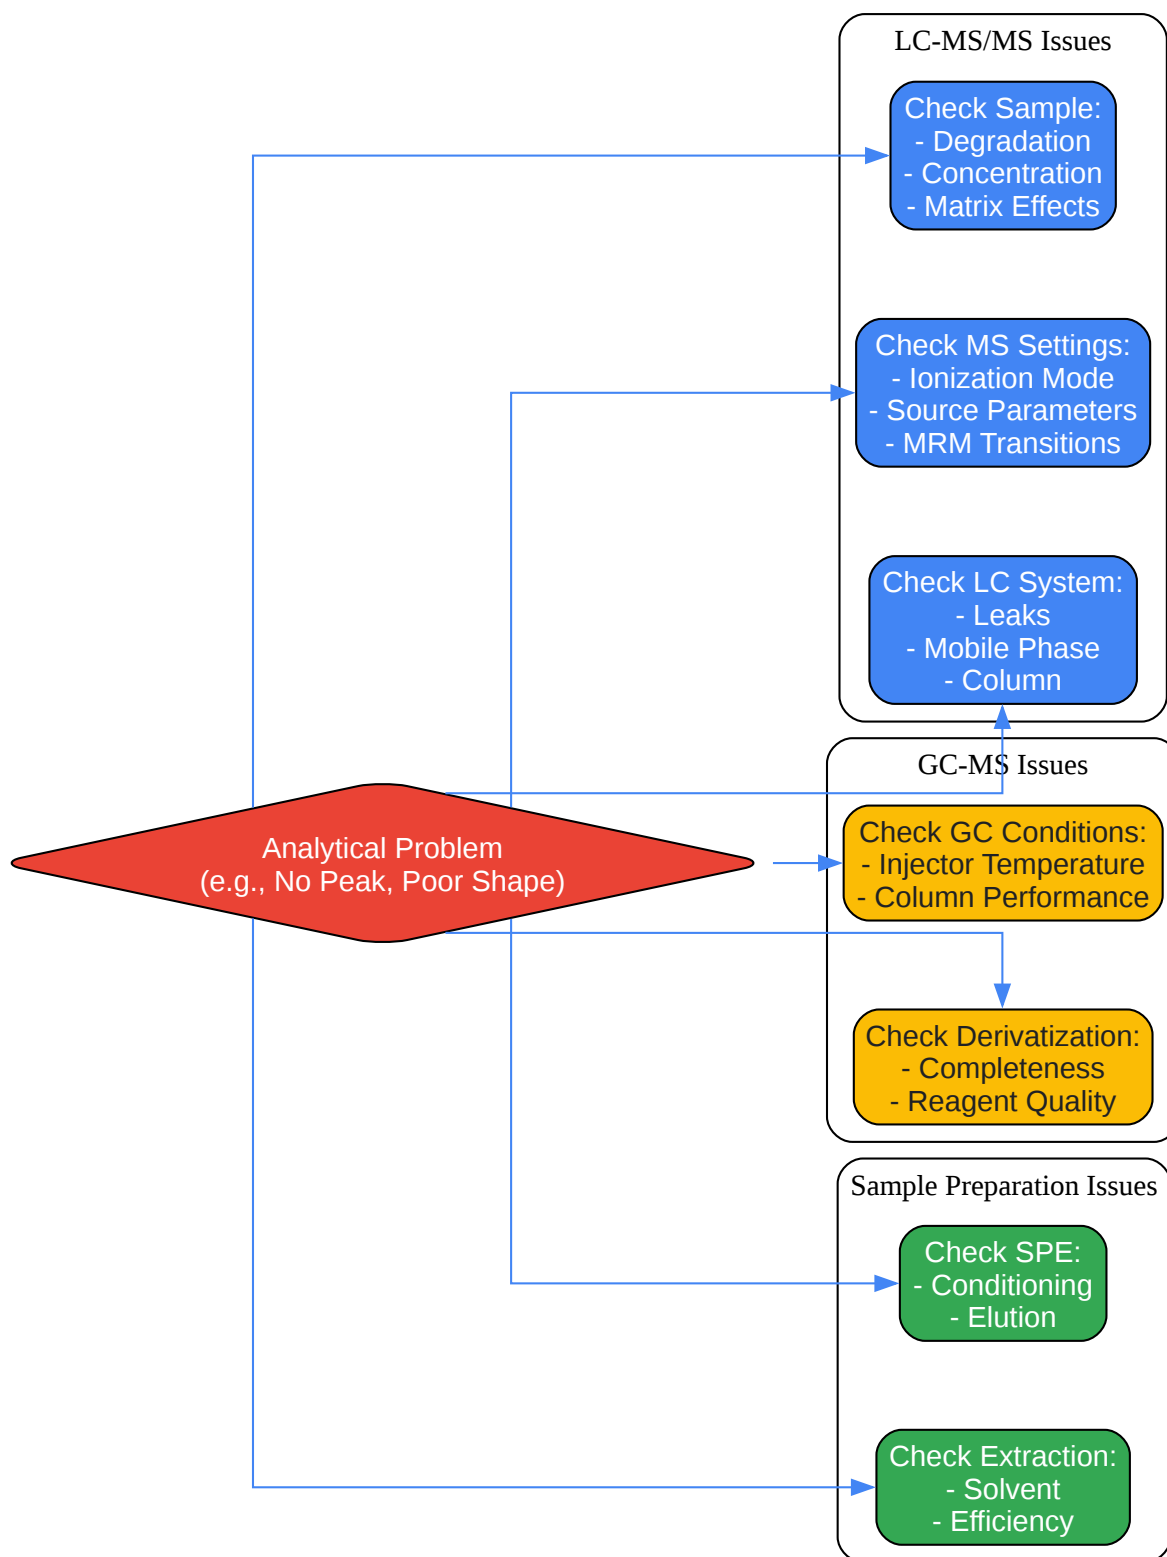 LC-MS/MS Issues
Check Sample:
- Degradation
- Concentration
- Matrix Effects
Check MS Settings:
- Ionization Mode
- Source Parameters
- MRM Transitions
Check LC System:
- Leaks
- Mobile Phase
- Column
Analytical Problem
(e.g., No Peak, Poor Shape)
GC-MS Issues
Check GC Conditions:
- Injector Temperature
- Column Performance
Check Derivatization:
- Completeness
- Reagent Quality
Sample Preparation Issues
Check SPE:
- Conditioning
- Elution
Check Extraction:
- Solvent
- Efficiency